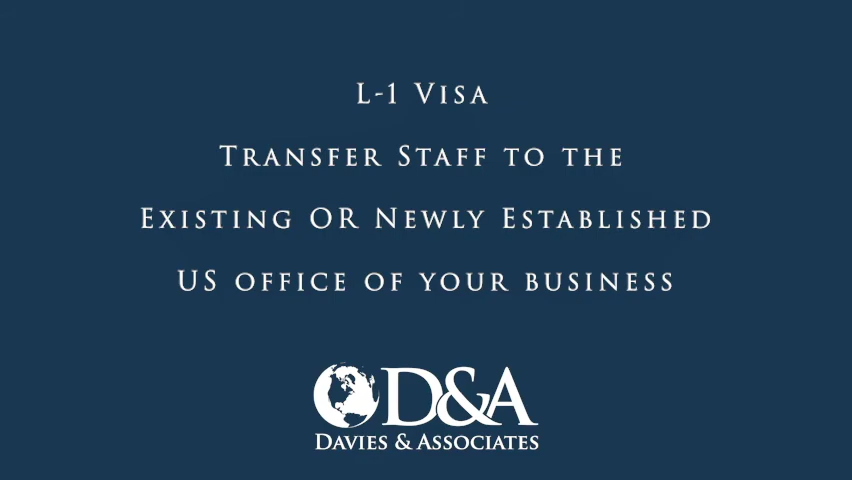 L-1 Visa
Transfer Staff to the
Existing OR Newly Established
US office of your business
D&A
Davies & Associates